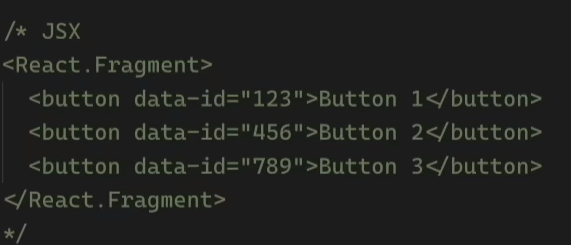 /* JSX
<React.Fragment>
  <button data-id="123">Button 1</button>
  <button data-id="456">Button 2</button>
  <button data-id="789">Button 3</button>
</React.Fragment>
*/